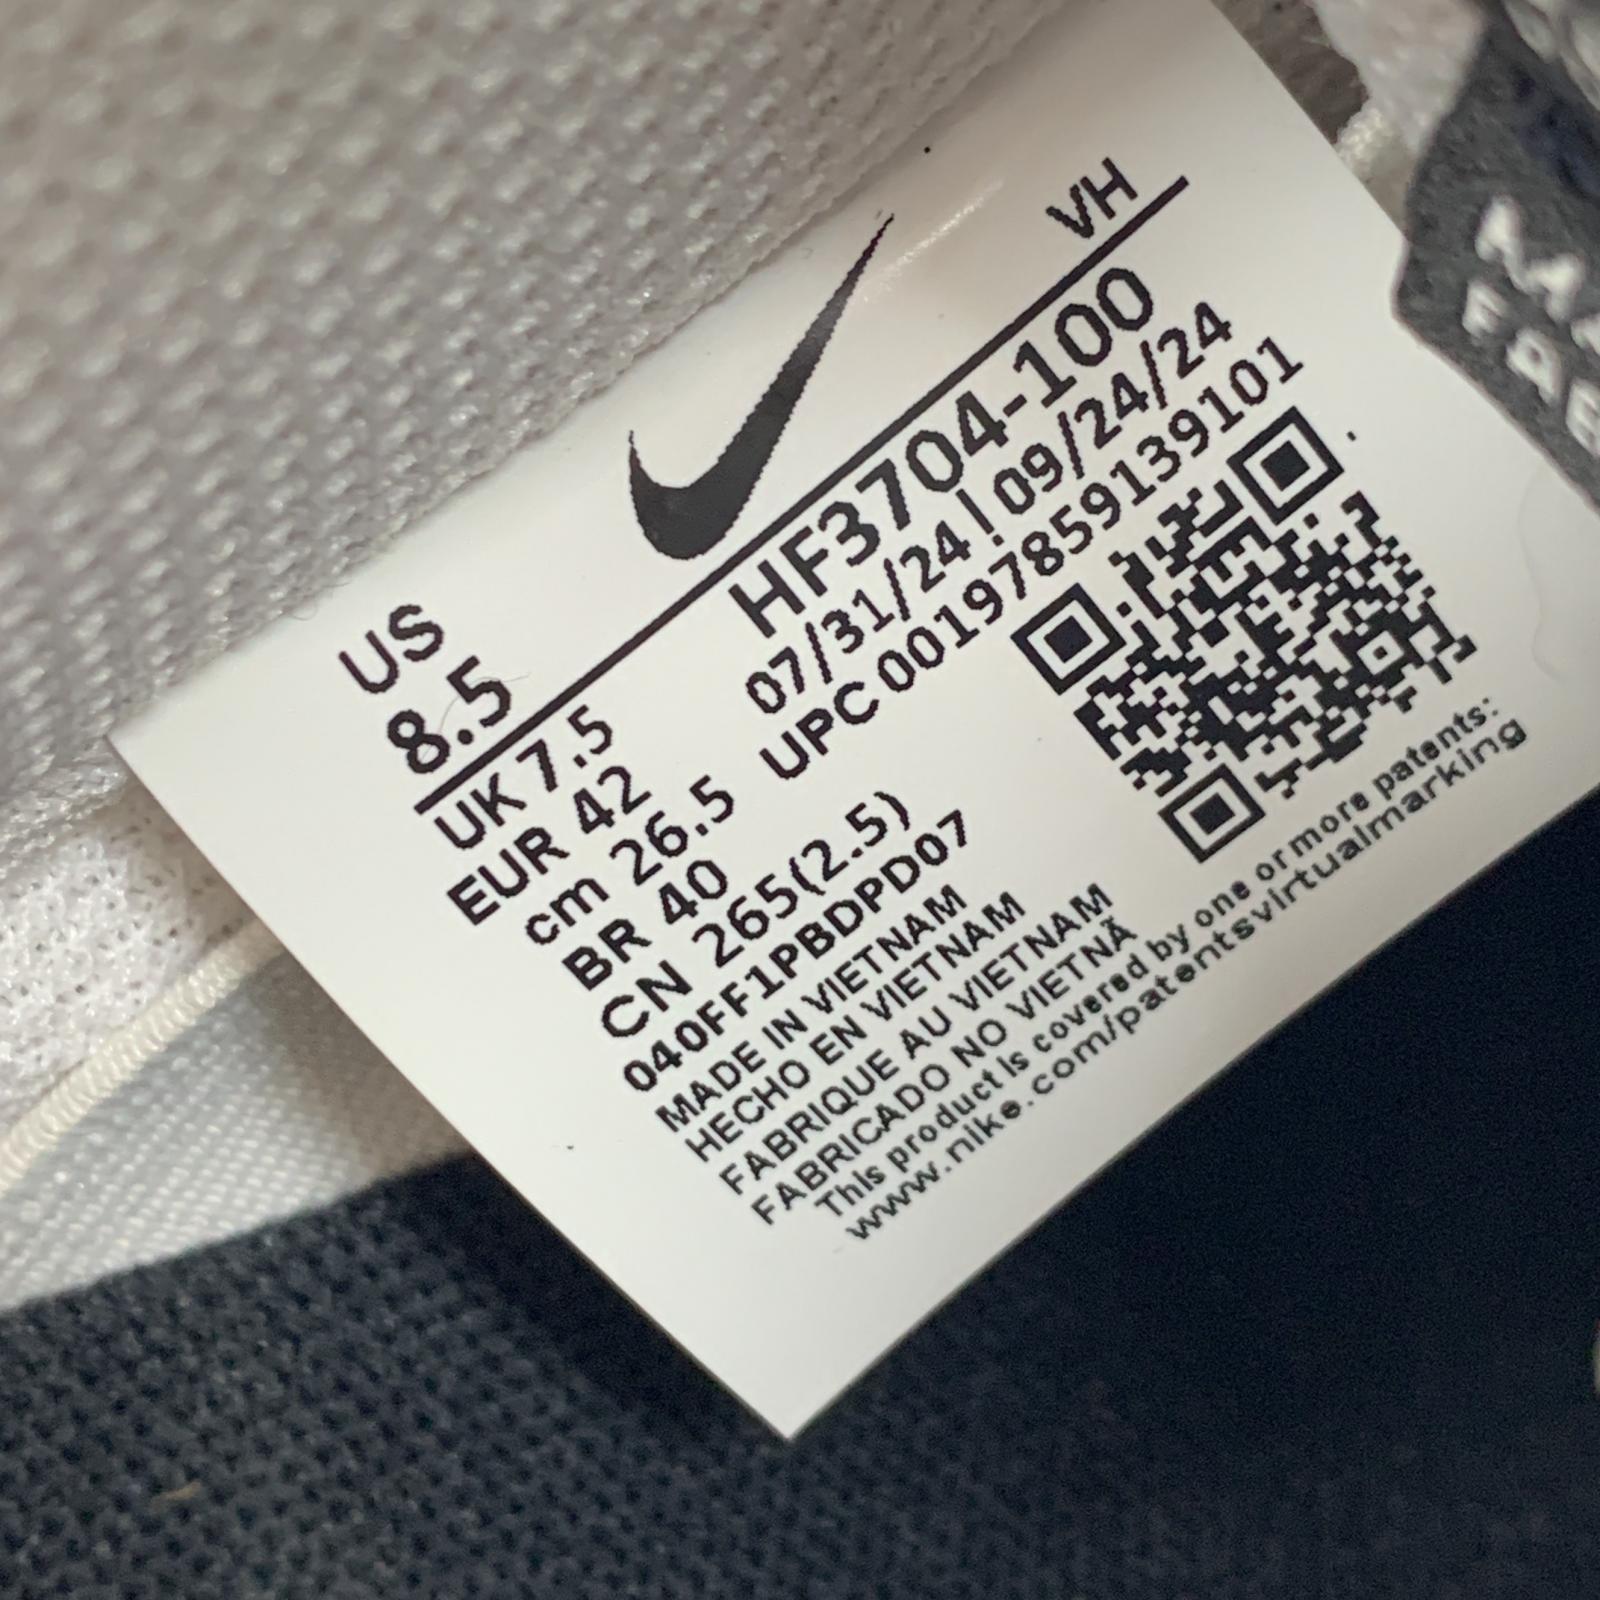 VH
US
8.5
HF3704-100
07/31/24 | 09/24/24
UPC 00197859139101
UK 7.5
EUR 42
cm 26.5
BR 40
CN 265(2.5)
040FF1PBDPD07
MADE IN VIETNAM
HECHO EN VIETNAM
FABRIQUE AU VIETNAM
FABRICADO NO VIETNÃ
This product is covered by one or more patents:
www.nike.com/patentsvirtualmarking